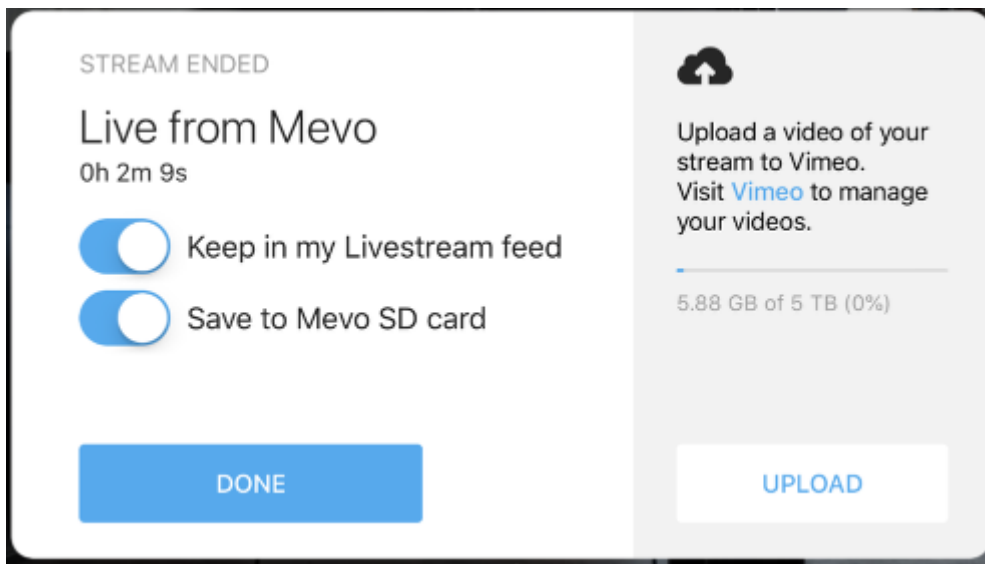 STREAM ENDED
Live from Mevo
0h 2m 9s
Keep in my Livestream feed
Save to Mevo SD card
DONE
Upload a video of your
stream to Vimeo.
Visit Vimeo to manage
your videos.
5.88 GB of 5 TB (0%)
UPLOAD